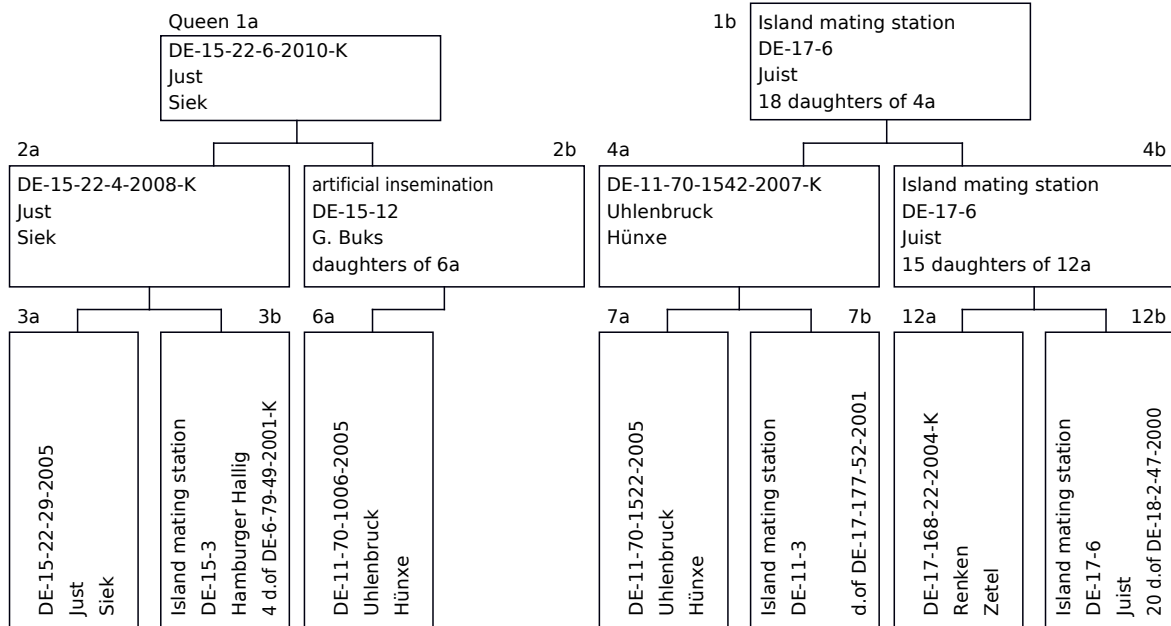 Queen 1a
DE-15-22-6-2010-K
Just
Siek
1b
Island mating station
DE-17-6
Juist
18 daughters of 4a
2a
DE-15-22-4-2008-K
Just
Siek
2b
artificial insemination
DE-15-12
G. Buks
daughters of 6a
4a
DE-11-70-1542-2007-K
Uhlenbruck
Hünxe
4b
Island mating station
DE-17-6
Juist
15 daughters of 12a
3a
DE-15-22-29-2005
Just
Siek
3b
Island mating station
DE-15-3
Hamburger Hallig
4 d.of DE-6-79-49-2001-K
6a
DE-11-70-1006-2005
Uhlenbruck
Hünxe
7a
DE-11-70-1522-2005
Uhlenbruck
Hünxe
7b
Island mating station
DE-11-3
d.of DE-17-177-52-2001
12a
DE-17-168-22-2004-K
Renken
Zetel
12b
Island mating station
DE-17-6
Juist
20 d.of DE-18-2-47-2000